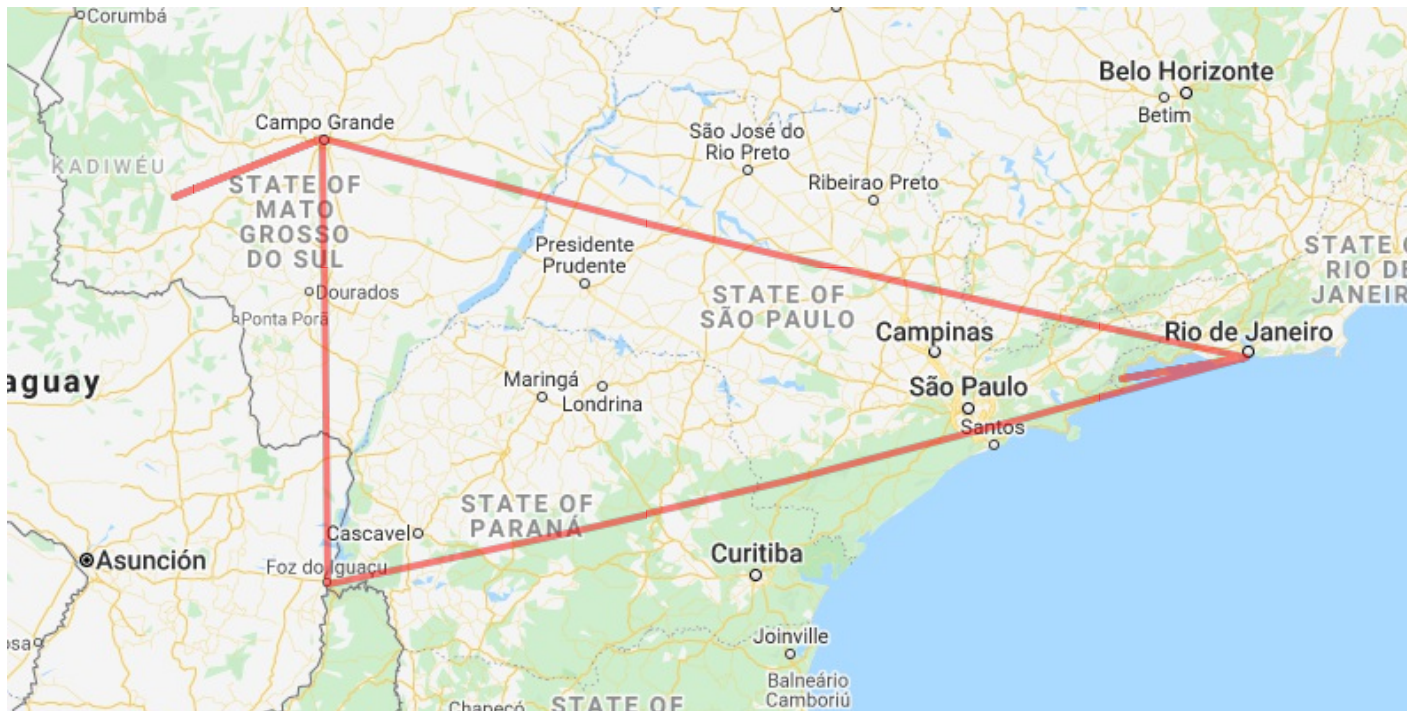 Corumbá
Belo Horizonte
Betim
Campo Grande
São José do
Rio Preto
KADIWÉU
STATE OF
MATO
GROSSO
DO SUL
Ribeirao Preto
Presidente
Prudente
STATE O
RIO DE
JANEIR
Dourados
Ponta Porã
STATE OF
SÃO PAULO
Campinas
Rio de Janeiro
aguay
Maringá
Londrina
São Paulo
Santos
STATE OF
PARANÁ
Cascavel
Asunción
Foz do Iguaçu
Curitiba
osa
Joinville
Balneário
Camboriú
Chapecó
STATE OF